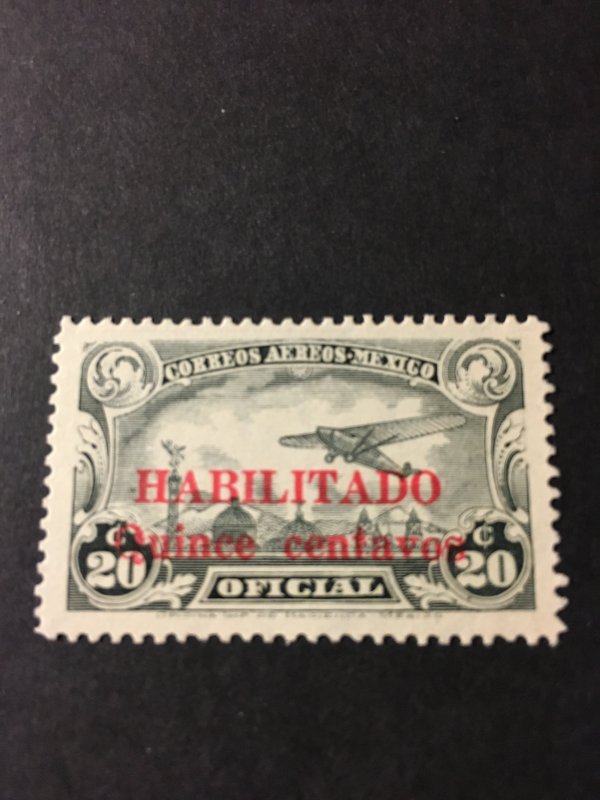 CORREOS AEREOS·MEXICO
HABILITADO
Quince centavos
C
20
OFICIAL
C
20